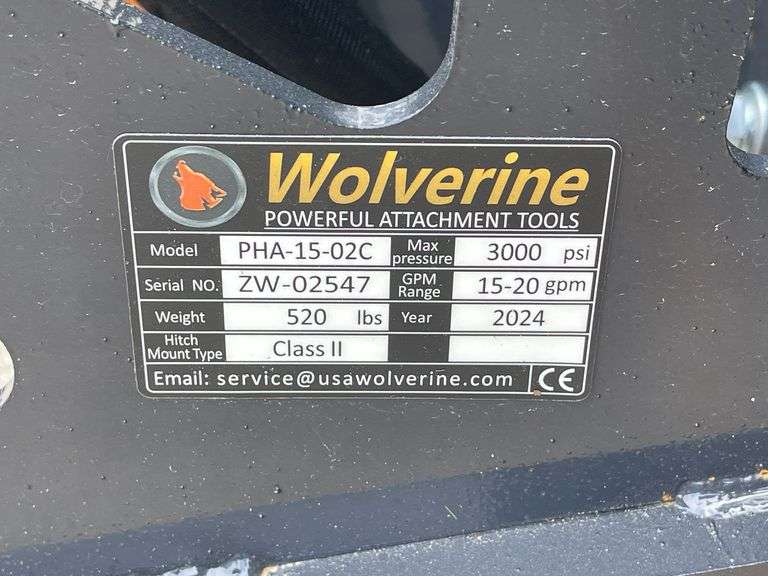 Wolverine
POWERFUL ATTACHMENT TOOLS
Model PHA-15-02C Max pressure 3000 psi
Serial NO. ZW-02547 GPM Range 15-20 gpm
Weight 520 lbs Year 2024
Hitch Mount Type Class II
Email: service@usawolverine.com CE